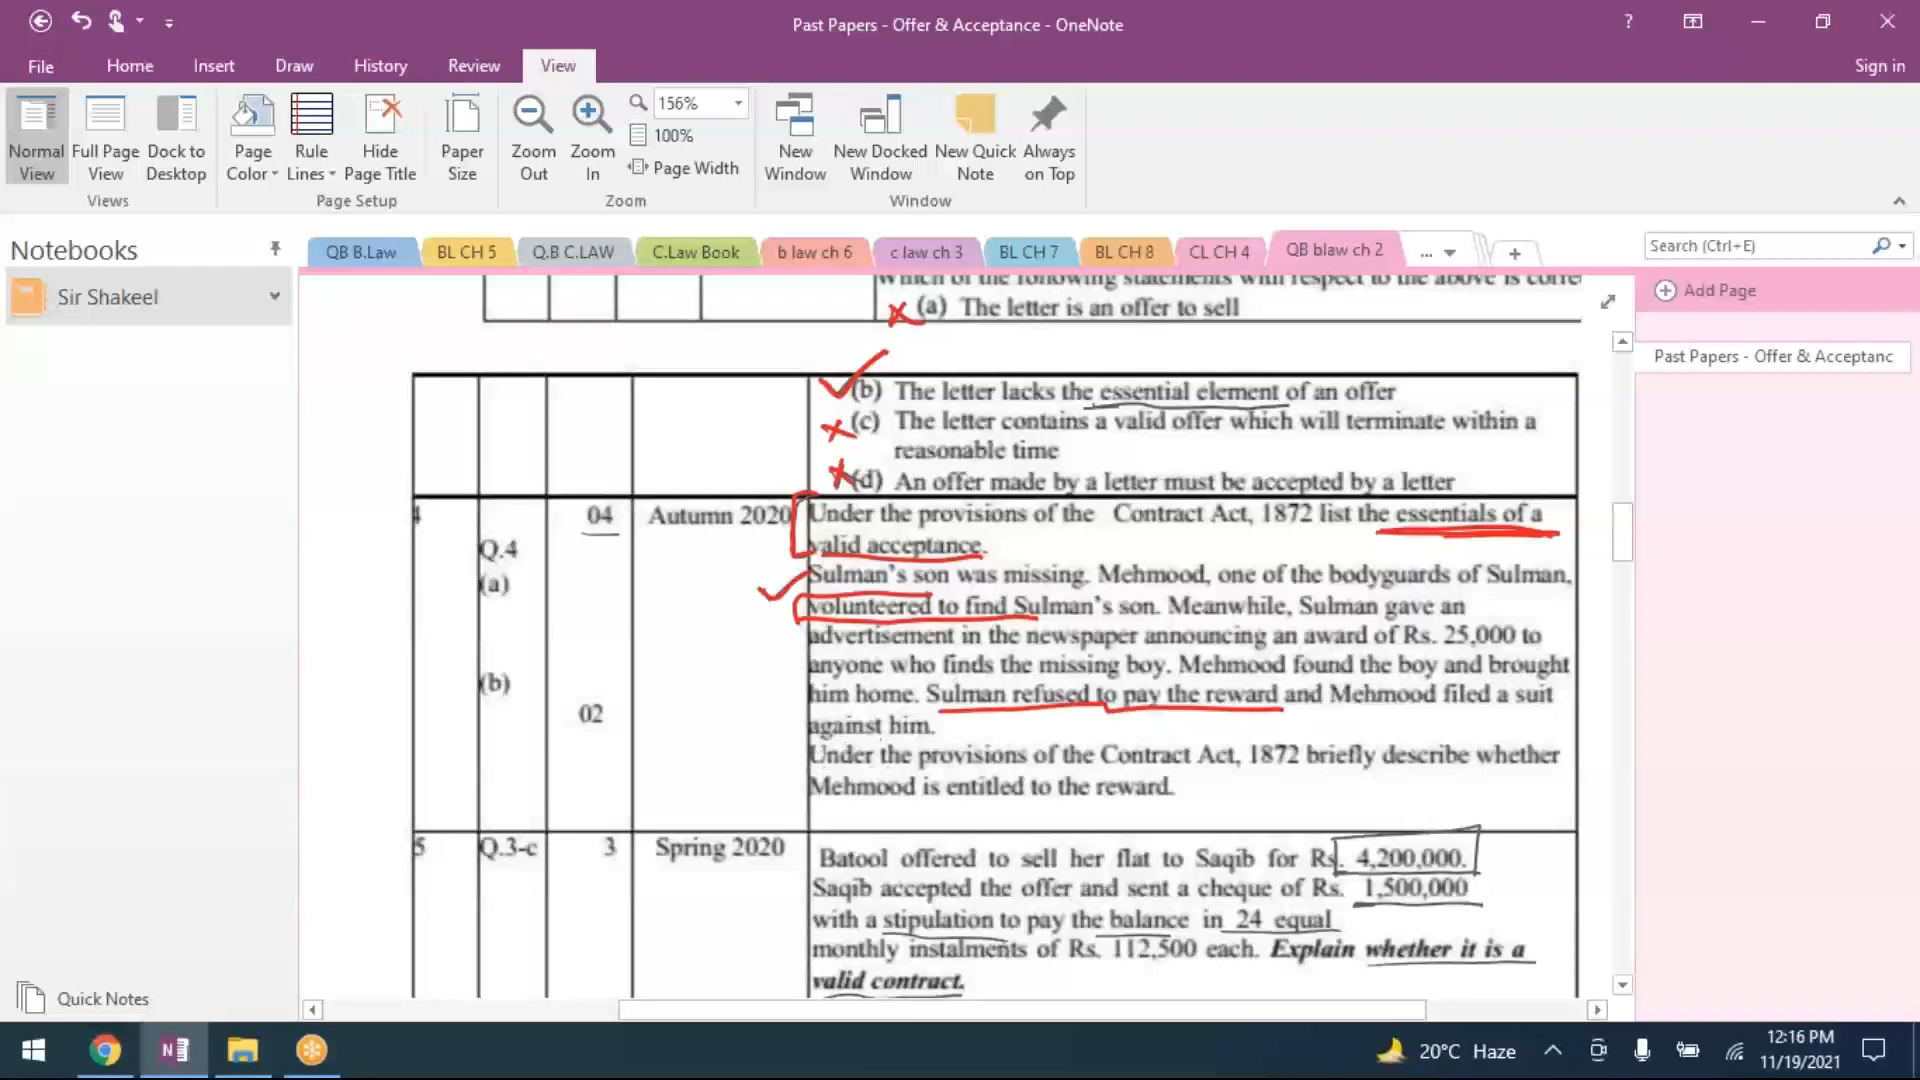 Past Papers - Offer & Acceptance - OneNote
?
File Home Insert Draw History Review View
Sign in
Normal View
Full Page View
Dock to Desktop
Views
Page Color
Rule Lines
Hide Page Title
Paper Size
Page Setup
Zoom Out
Zoom In
156%
100%
Page Width
Zoom
New Window
New Docked Window
New Quick Note
Always on Top
Window
Notebooks
Sir Shakeel
QB B.Law BL CH 5 Q.B C.LAW C.Law Book b law ch 6 c law ch 3 BL CH 7 BL CH 8 CL CH 4 QB blaw ch 2 ... +
Search (Ctrl+E)
Add Page
Past Papers - Offer & Acceptanc
Which of the following statements with respect to the above is corre
(a) The letter is an offer to sell
(b) The letter lacks the essential element of an offer
(c) The letter contains a valid offer which will terminate within a
reasonable time
(d) An offer made by a letter must be accepted by a letter
4 Q.4 (a) 04 Autumn 2020 Under the provisions of the Contract Act, 1872 list the essentials of a
valid acceptance.
Sulman's son was missing. Mehmood, one of the bodyguards of Sulman,
volunteered to find Sulman's son. Meanwhile, Sulman gave an
advertisement in the newspaper announcing an award of Rs. 25,000 to
anyone who finds the missing boy. Mehmood found the boy and brought
(b) 02 him home. Sulman refused to pay the reward and Mehmood filed a suit
against him.
Under the provisions of the Contract Act, 1872 briefly describe whether
Mehmood is entitled to the reward.
5 Q.3-c 3 Spring 2020 Batool offered to sell her flat to Saqib for Rs. 4,200,000.
Saqib accepted the offer and sent a cheque of Rs. 1,500,000
with a stipulation to pay the balance in 24 equal
monthly instalments of Rs. 112,500 each. Explain whether it is a
valid contract.
Quick Notes
N
20°C Haze
12:16 PM
11/19/2021